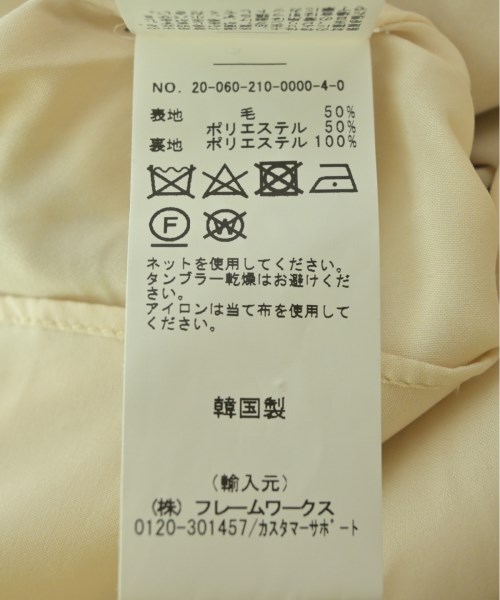 NO. 20-060-210-0000-4-0
表地 毛 50%
ポリエステル 50%
裏地 ポリエステル 100%
F W
ネットを使用してください。
タンブラー乾燥はお避けくだ
さい。
アイロンは当て布を使用して
ください。
韓国製
(輸入元)
(株) フレームワークス
0120-301457/カスタマーサポート